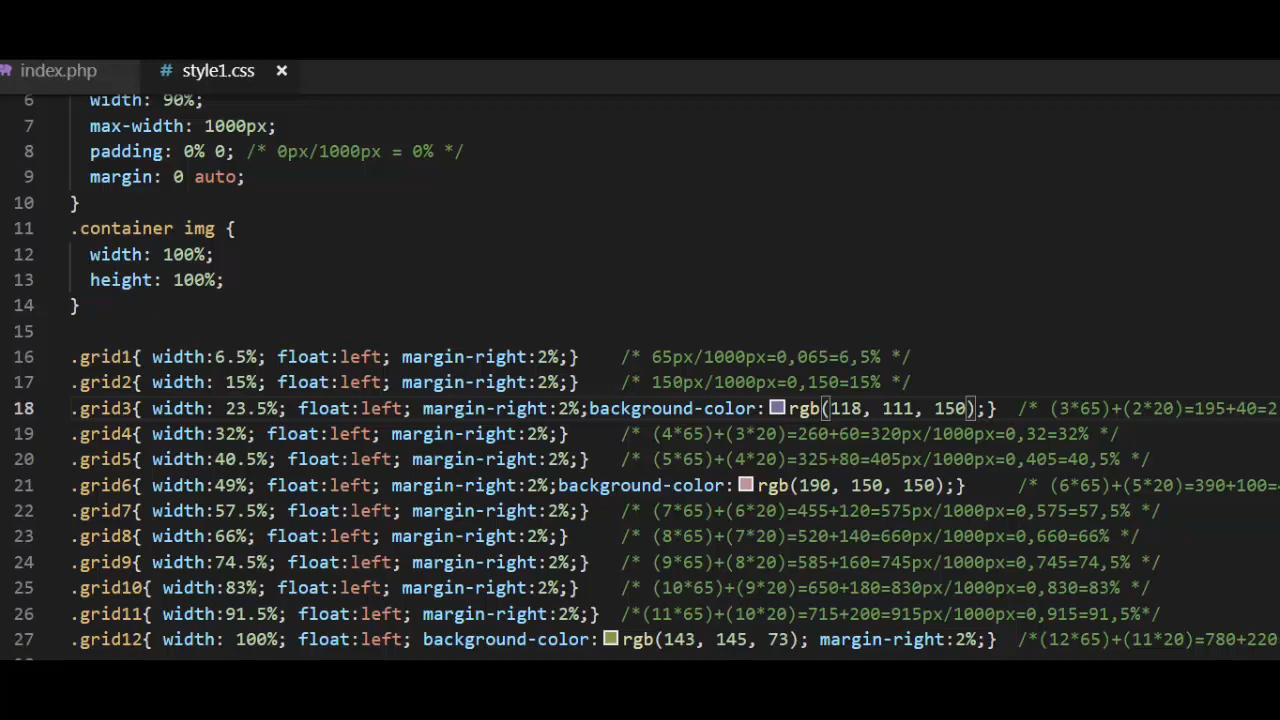 index.php # style1.css ×
6 width: 90%;
7 max-width: 1000px;
8 padding: 0% 0; /* 0px/1000px = 0% */
9 margin: 0 auto;
10 }
11 .container img {
12 width: 100%;
13 height: 100%;
14 }
15
16 .grid1{ width:6.5%; float:left; margin-right:2%;} /* 65px/1000px=0,065=6,5% */
17 .grid2{ width: 15%; float:left; margin-right:2%;} /* 150px/1000px=0,150=15% */
18 .grid3{ width: 23.5%; float:left; margin-right:2%;background-color:rgb(118, 111, 150);} /* (3*65)+(2*20)=195+40=2
19 .grid4{ width:32%; float:left; margin-right:2%;} /* (4*65)+(3*20)=260+60=320px/1000px=0,32=32% */
20 .grid5{ width:40.5%; float:left; margin-right:2%;} /* (5*65)+(4*20)=325+80=405px/1000px=0,405=40,5% */
21 .grid6{ width:49%; float:left; margin-right:2%;background-color:rgb(190, 150, 150);} /* (6*65)+(5*20)=390+100=
22 .grid7{ width:57.5%; float:left; margin-right:2%;} /* (7*65)+(6*20)=455+120=575px/1000px=0,575=57,5% */
23 .grid8{ width:66%; float:left; margin-right:2%;} /* (8*65)+(7*20)=520+140=660px/1000px=0,660=66% */
24 .grid9{ width:74.5%; float:left; margin-right:2%;} /* (9*65)+(8*20)=585+160=745px/1000px=0,745=74,5% */
25 .grid10{ width:83%; float:left; margin-right:2%;} /* (10*65)+(9*20)=650+180=830px/1000px=0,830=83% */
26 .grid11{ width:91.5%; float:left; margin-right:2%;} /*(11*65)+(10*20)=715+200=915px/1000px=0,915=91,5%*/
27 .grid12{ width: 100%; float:left; background-color:rgb(143, 145, 73); margin-right:2%;} /*(12*65)+(11*20)=780+220